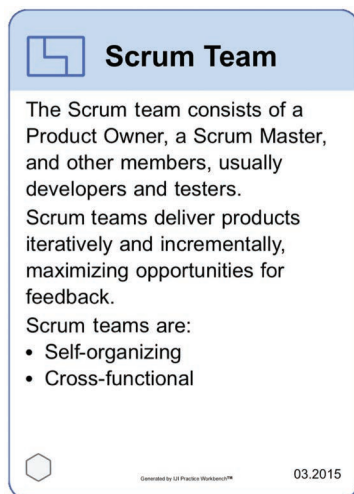 Scrum Team
The Scrum team consists of a
Product Owner, a Scrum Master,
and other members, usually
developers and testers.
Scrum teams deliver products
iteratively and incrementally,
maximizing opportunities for
feedback.
Scrum teams are:
• Self-organizing
• Cross-functional
Generated by IJI Practice Workbench™
03.2015